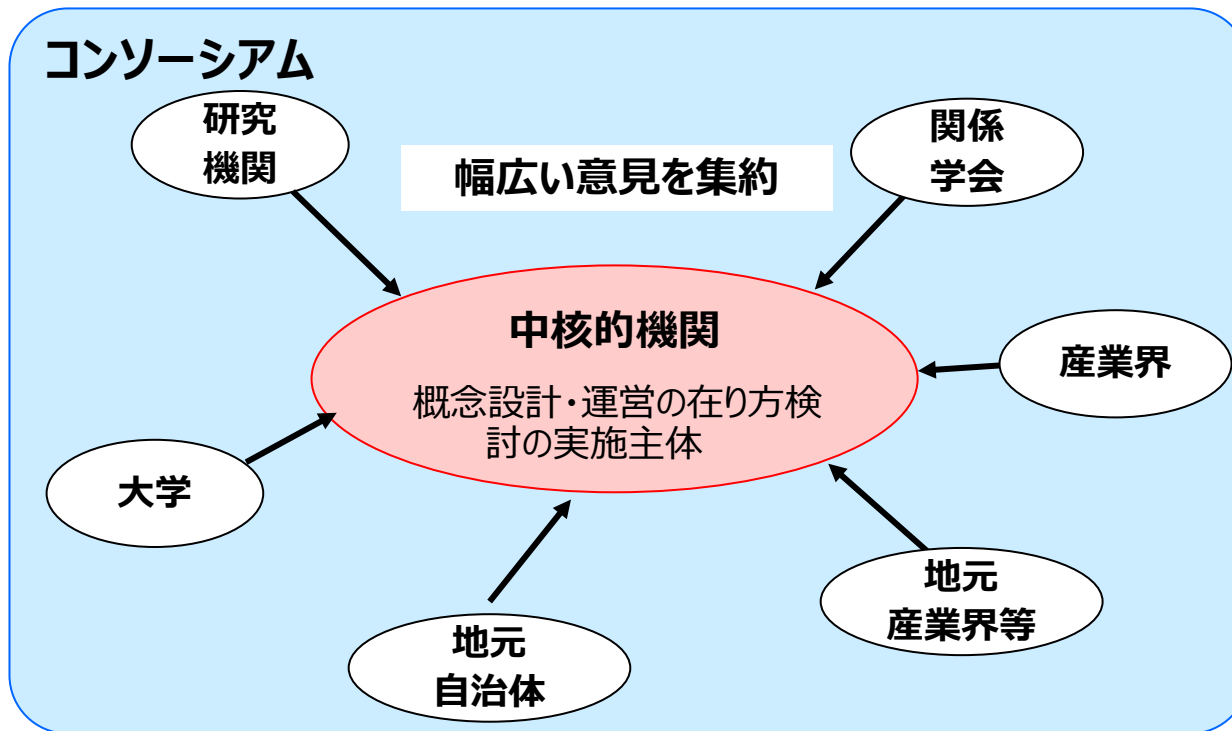 コンソーシアム
研究
機関
関係
学会
幅広い意見を集約
中核的機関
概念設計・運営の在り方検
討の実施主体
産業界
大学
地元
産業界等
地元
自治体